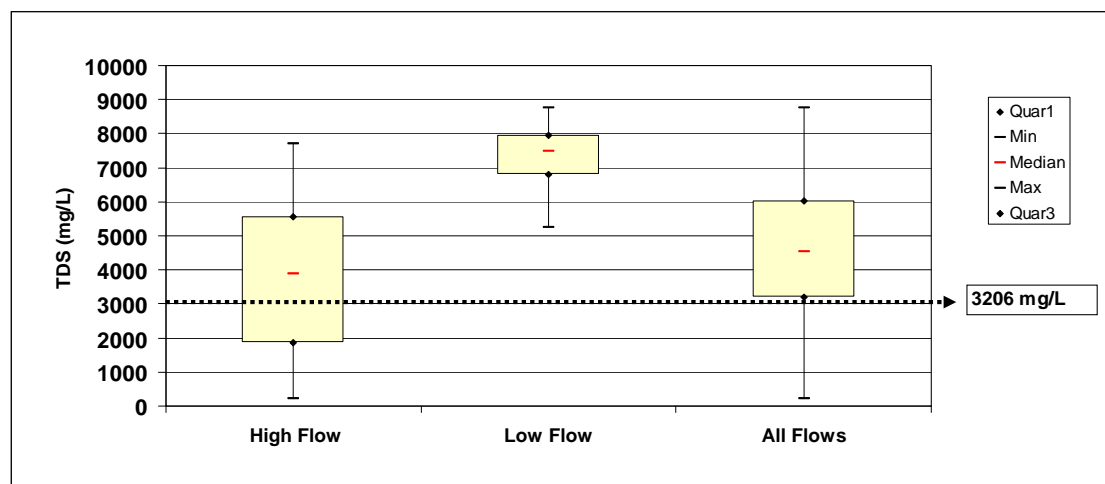 TDS (mg/L)
10000
9000
8000
7000
6000
5000
4000
3000
2000
1000
0
High Flow
Low Flow
All Flows
Quar1
Min
Median
Max
Quar3
3206 mg/L